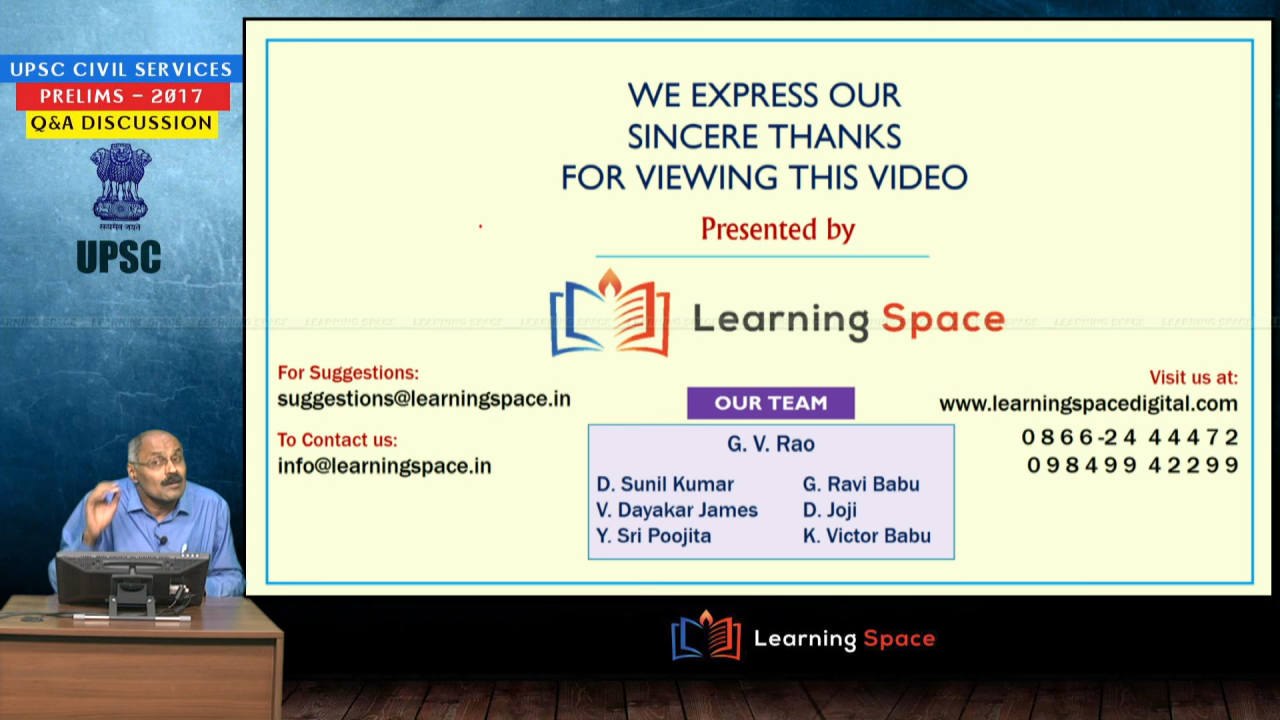 UPSC CIVIL SERVICES
PRELIMS – 2017
Q&A DISCUSSION
सत्यमेव जयते
UPSC
WE EXPRESS OUR
SINCERE THANKS
FOR VIEWING THIS VIDEO
Presented by
Learning Space
For Suggestions:
suggestions@learningspace.in
To Contact us:
info@learningspace.in
OUR TEAM
G. V. Rao
D. Sunil Kumar
G. Ravi Babu
V. Dayakar James
D. Joji
Y. Sri Poojita
K. Victor Babu
Visit us at:
www.learningspacedigital.com
0866-24 44472
098499 42299
Learning Space